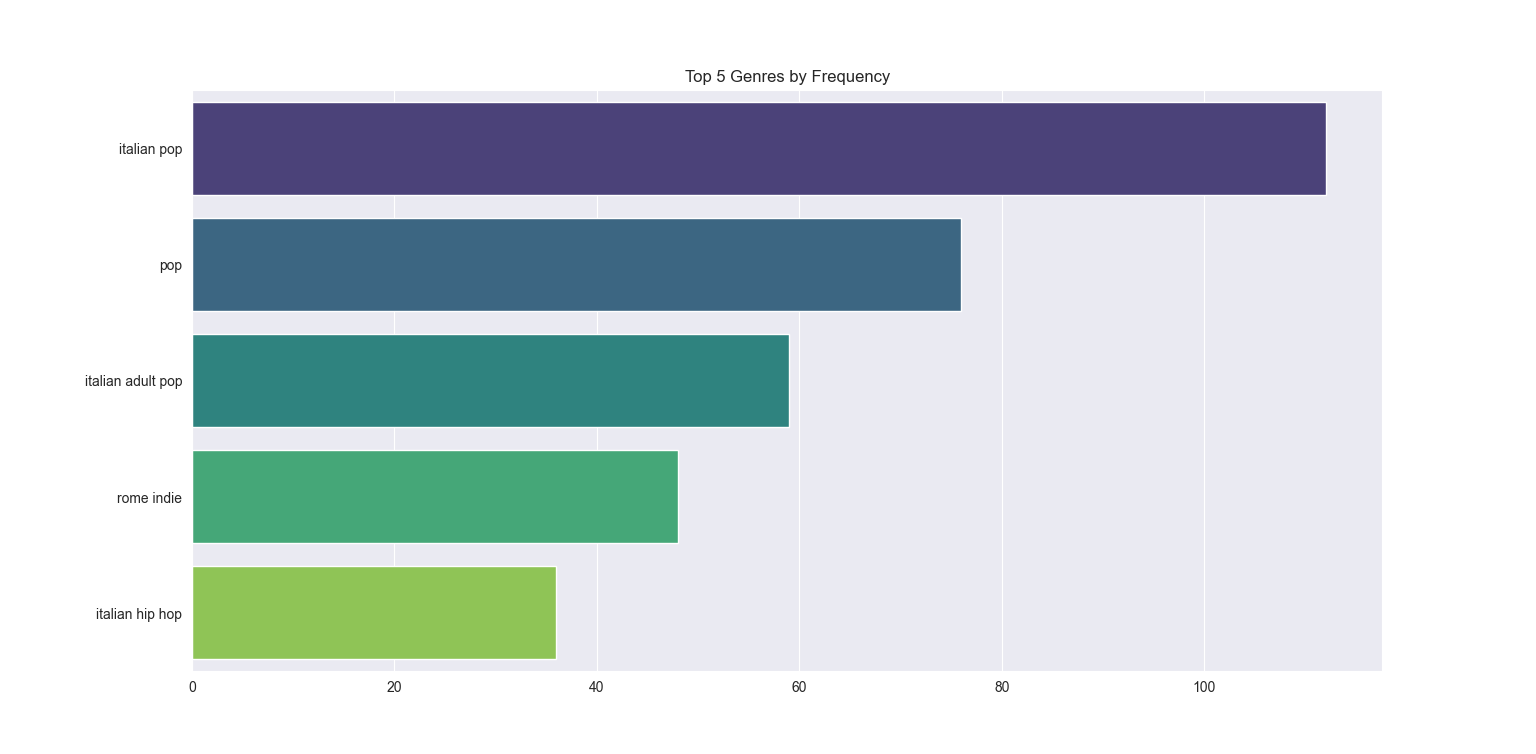 Top 5 Genres by Frequency
italian pop
pop
italian adult pop
rome indie
italian hip hop
0 20 40 60 80 100